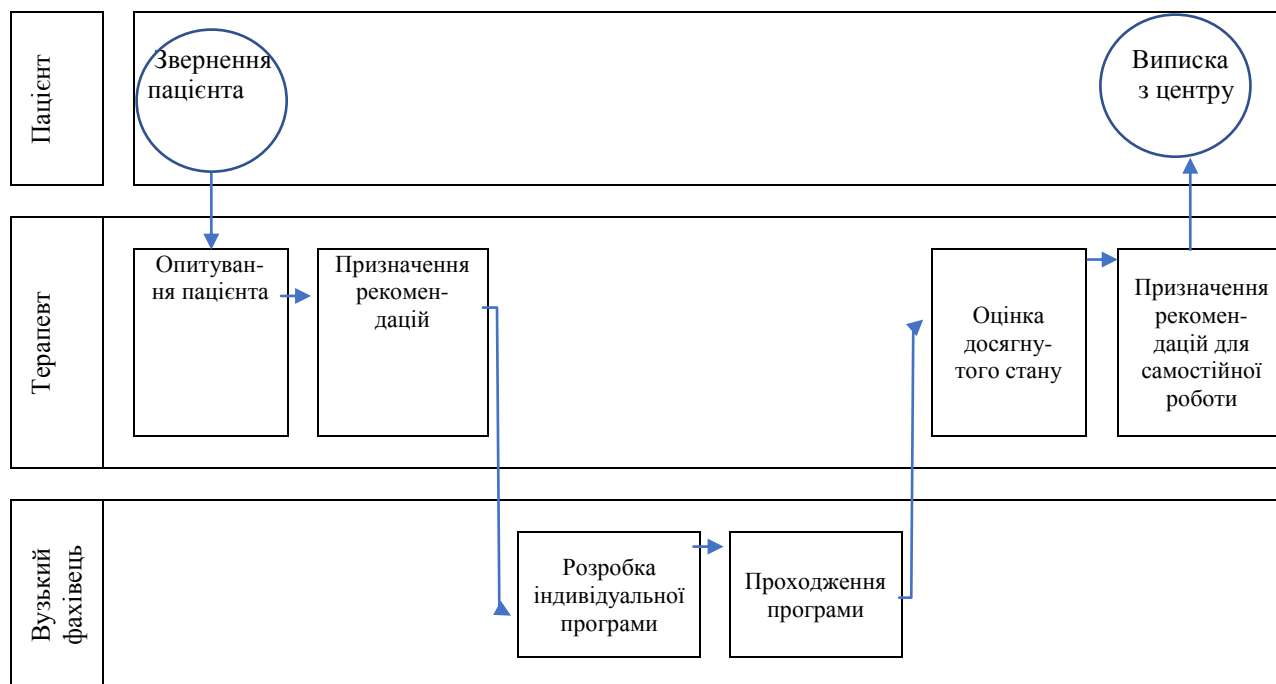 Пацієнт
Звернення
пацієнта
Виписка
з центру
Терапевт
Опитуван-
ня пацієнта
Призначення
рекомен-
дацій
Оцінка
досягну-
того стану
Призначення
рекомен-
дацій для
самостійної
роботи
Вузький
фахівець
Розробка
індивідуальної
програми
Проходження
програми